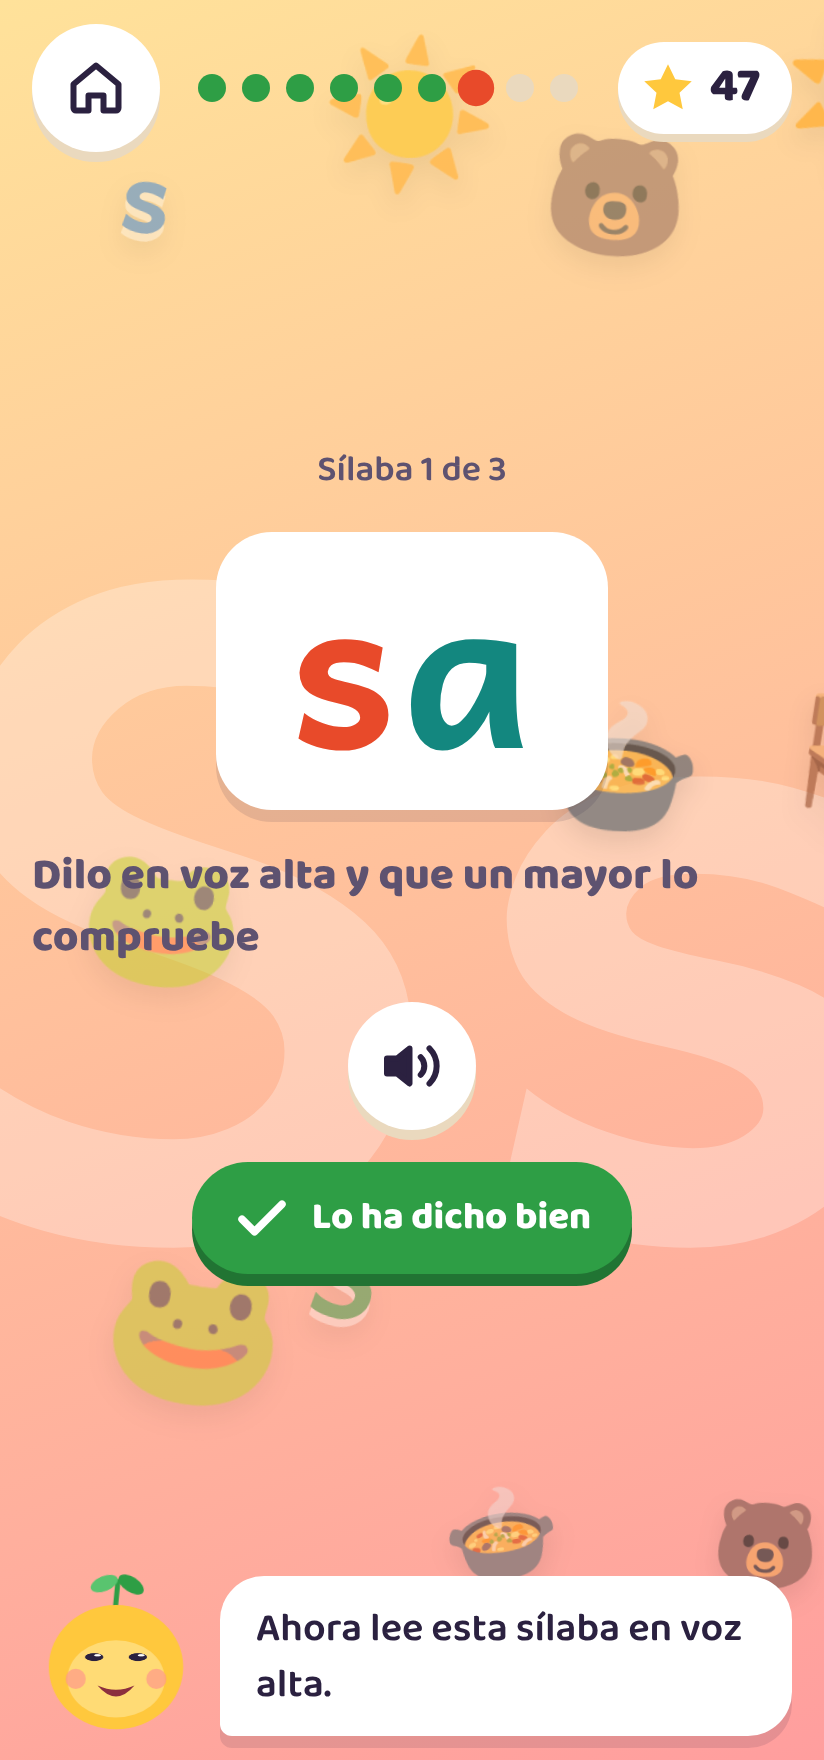 47
s
Sílaba 1 de 3
sa
Dilo en voz alta y que un mayor lo
compruebe
Lo ha dicho bien
s
Ahora lee esta sílaba en voz
alta.